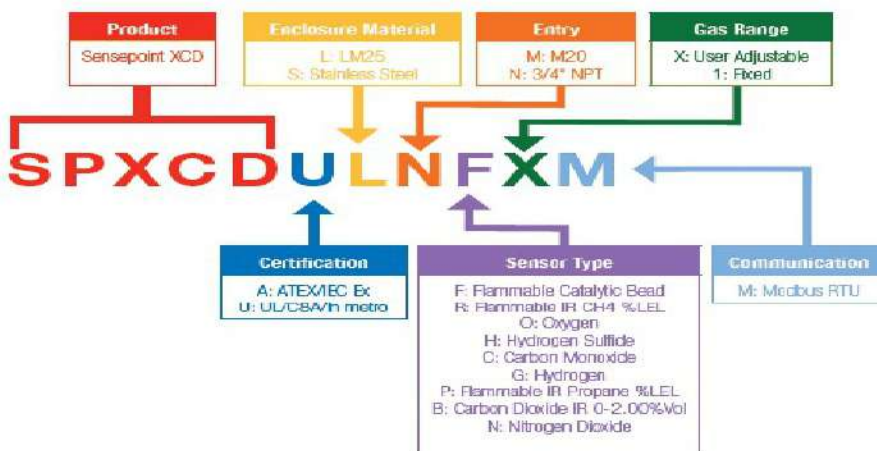 Product
Sensepoint XCD
Enclosure Material
L: LM25
S: Stainless Steel
Entry
M: M20
N: 3/4" NPT
Gas Range
X: User Adjustable
1: Fixed
SPXCDULNFXM
Certification
A: ATEX/IEC Ex
U: UL/CSA/In metro
Sensor Type
F: Flammable Catalytic Bead
R: Flammable IR CH4 %LEL
O: Oxygen
H: Hydrogen Sulfide
C: Carbon Monoxide
G: Hydrogen
P: Flammable IR Propane %LEL
B: Carbon Dioxide IR 0-2.00%Vol
N: Nitrogen Dioxide
Communication
M: Modbus RTU